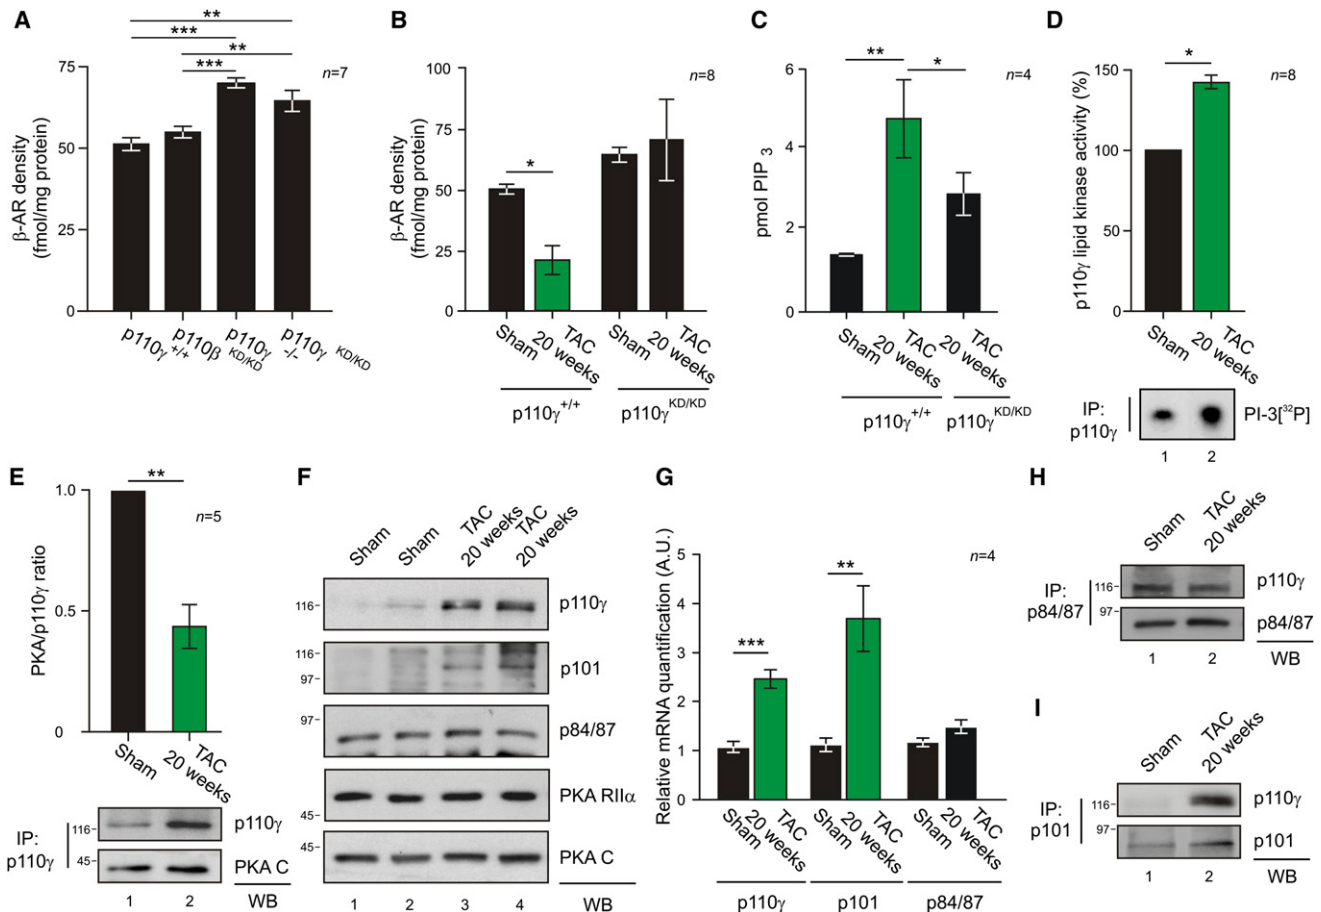 A
**
***
**
***
n=7
75
50
25
0
β-AR density
(fmol/mg protein)
p110γ +/+
p110β KD/KD
p110γ -/-
p110γ KD/KD
B
n=8
100
75
50
25
0
*
β-AR density
(fmol/mg protein)
Sham
TAC
20 weeks
Sham
TAC
20 weeks
p110γ+/+
p110γKD/KD
C
**
*
n=4
6
4
2
0
pmol PIP3
Sham
TAC
20 weeks
TAC
20 weeks
p110γ+/+
p110γKD/KD
D
*
n=8
150
100
50
0
p110γ lipid kinase activity (%)
Sham
TAC
20 weeks
IP:
p110γ
PI-3[32P]
1 2
E
**
n=5
1.0
0.5
0
PKA/p110γ ratio
Sham
TAC
20 weeks
IP:
p110γ
116-
45-
p110γ
PKA C
1 2 WB
F
Sham
Sham
TAC
20 weeks
TAC
20 weeks
116-
p110γ
116-
97-
p101
97-
p84/87
PKA RIIα
45-
45-
PKA C
1 2 3 4 WB
G
n=4
5
4
3
2
1
0
***
**
Relative mRNA quantification (A.U.)
Sham
TAC
20 weeks
Sham
TAC
20 weeks
Sham
TAC
20 weeks
p110γ p101 p84/87
H
Sham
TAC
20 weeks
IP:
p84/87
116-
97-
p110γ
p84/87
1 2 WB
I
Sham
TAC
20 weeks
IP:
p101
116-
97-
p110γ
p101
1 2 WB